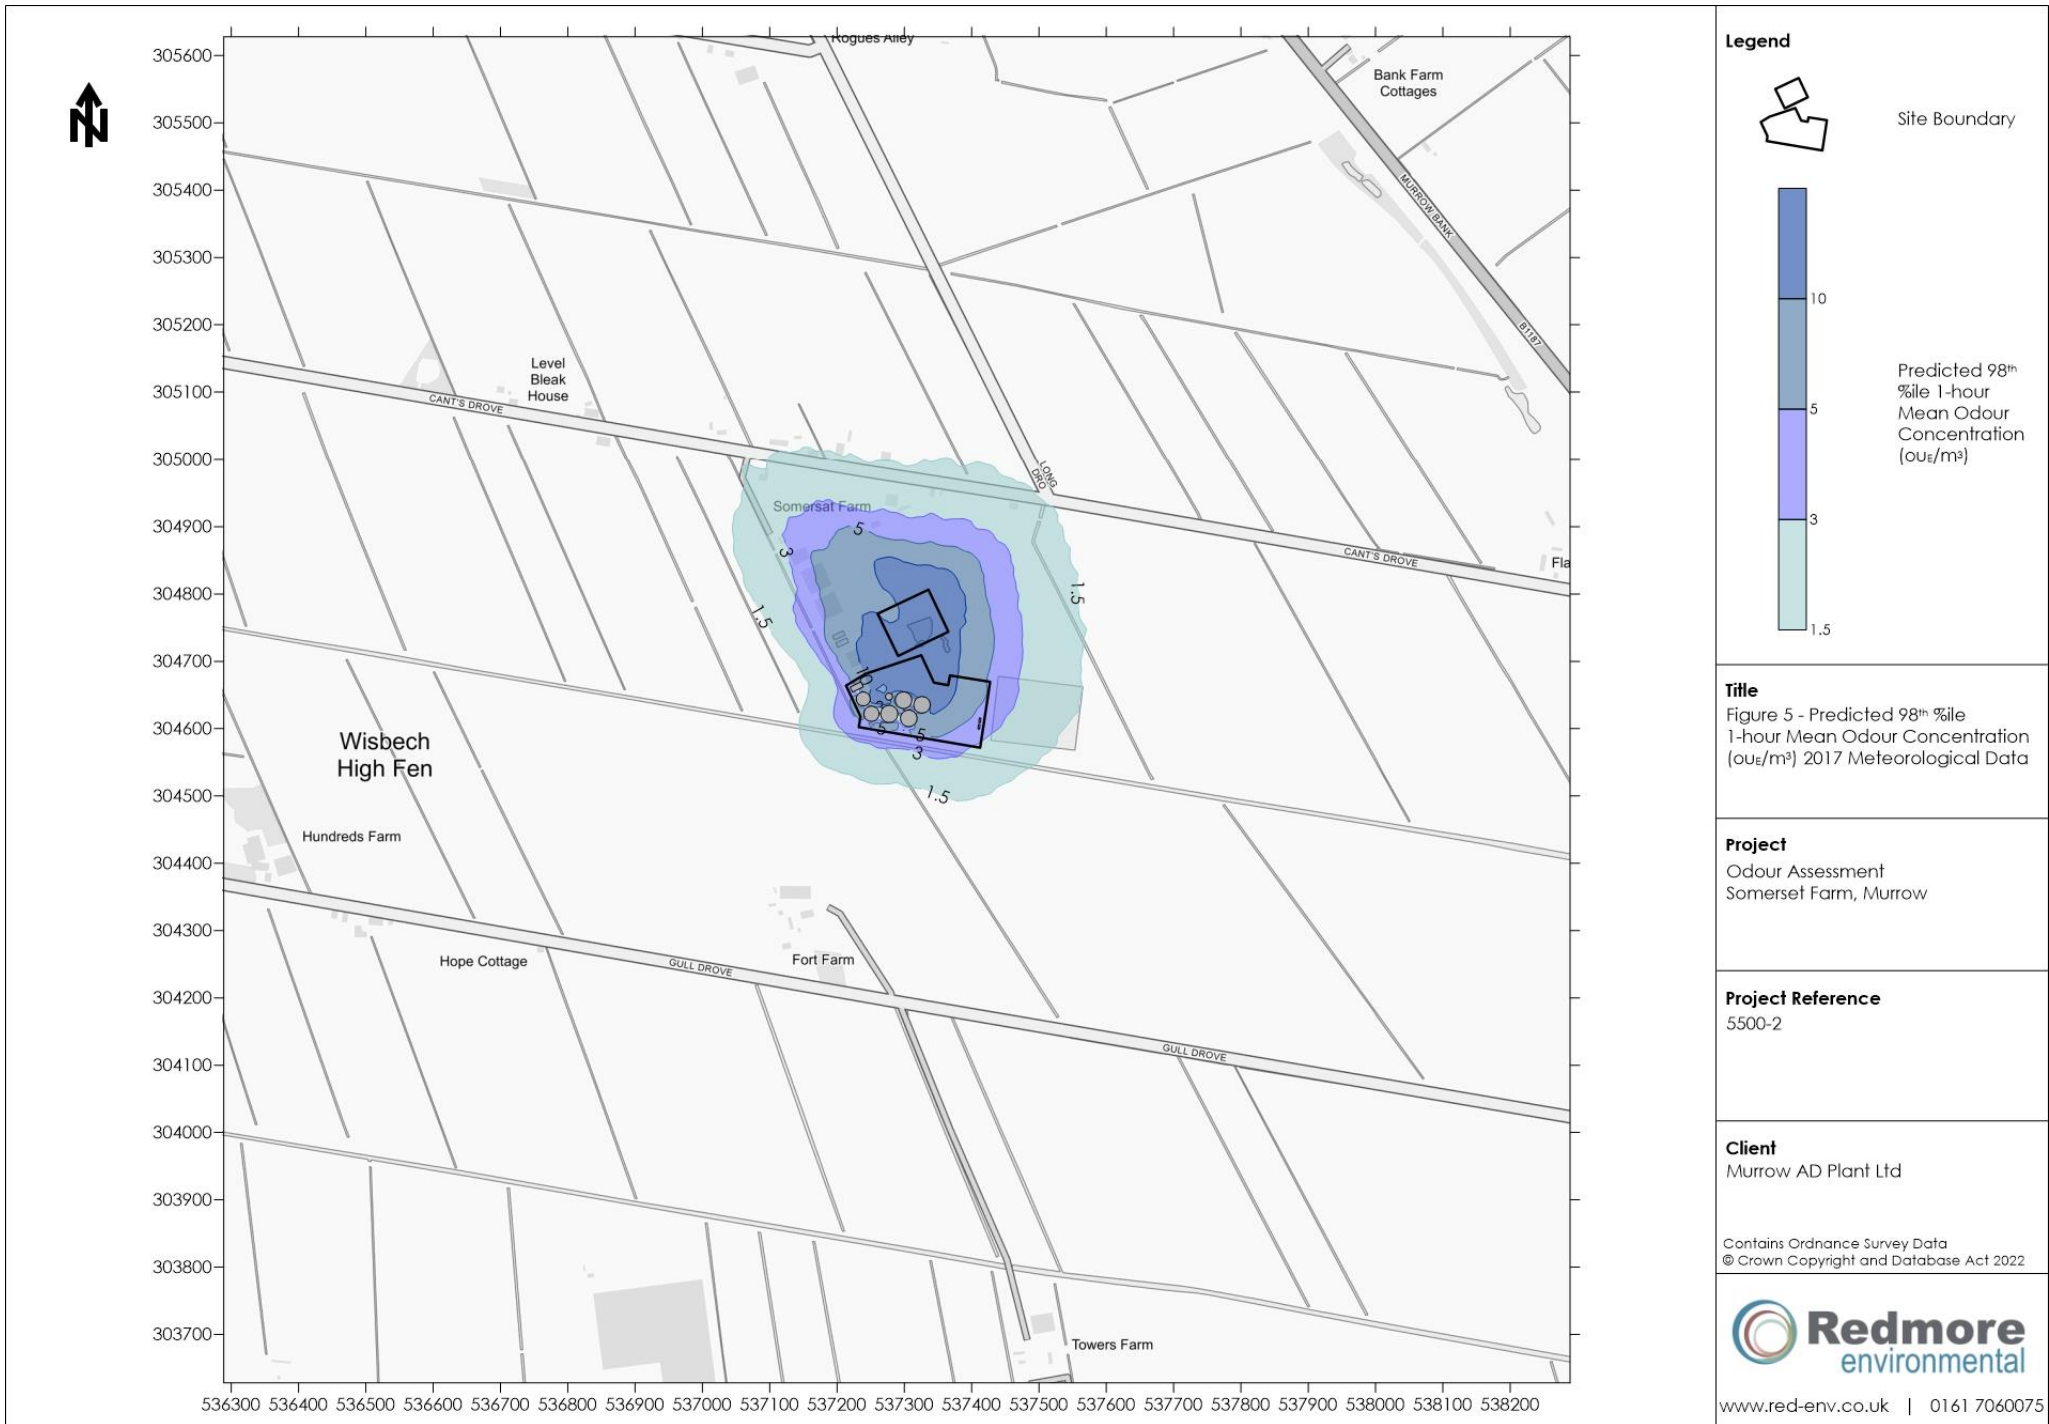 Rogues Alley
Bank Farm
Cottages
MURROW BANK
B1187
Level
Bleak
House
CANT'S DROVE
LONG
DRO
Somersat Farm
CANT'S DROVE
Fla
5
3
1.5
1.5
10
5
5
3
1.5
Wisbech
High Fen
Hundreds Farm
Hope Cottage
GULL DROVE
Fort Farm
GULL DROVE
Towers Farm
305600
305500
305400
305300
305200
305100
305000
304900
304800
304700
304600
304500
304400
304300
304200
304100
304000
303900
303800
303700
536300 536400 536500 536600 536700 536800 536900 537000 537100 537200 537300 537400 537500 537600 537700 537800 537900 538000 538100 538200
N
Legend
Site Boundary
10
5
3
1.5
Predicted 98th
%ile 1-hour
Mean Odour
Concentration
(ouE/m³)
Title
Figure 5 - Predicted 98th %ile
1-hour Mean Odour Concentration
(ouE/m³) 2017 Meteorological Data
Project
Odour Assessment
Somerset Farm, Murrow
Project Reference
5500-2
Client
Murrow AD Plant Ltd
Contains Ordnance Survey Data
© Crown Copyright and Database Act 2022
Redmore
environmental
www.red-env.co.uk | 0161 7060075